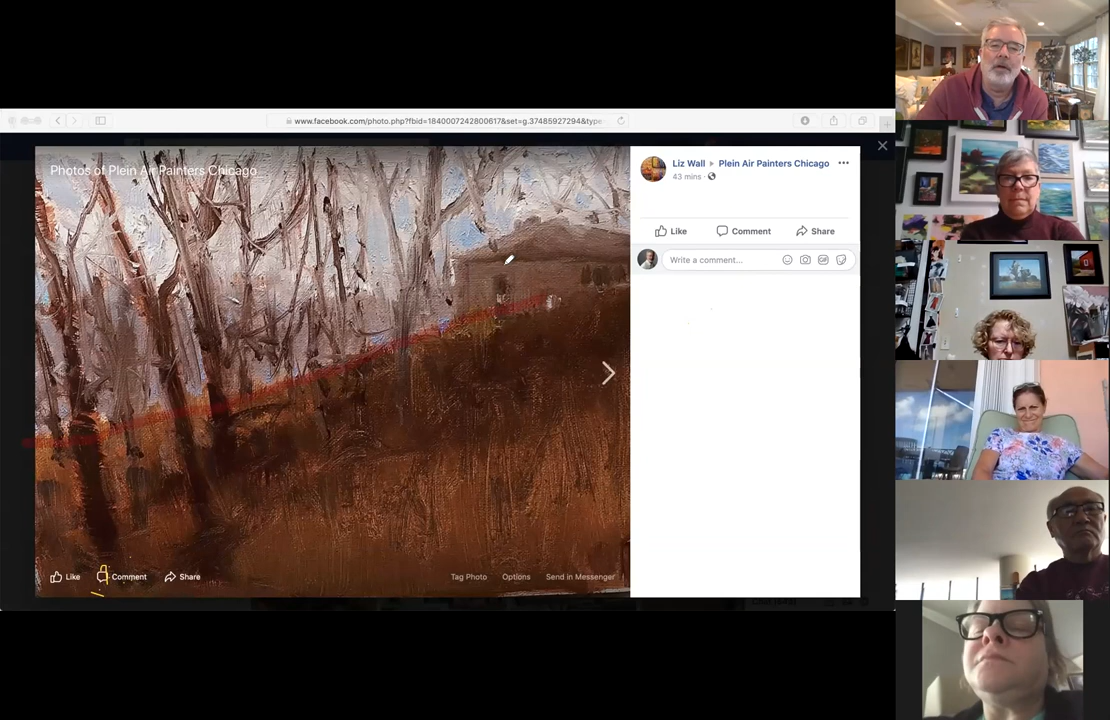 www.facebook.com/photo.php?fbid=1840007242800617&set=g.37485927294&type
Photos of Plein Air Painters Chicago
Liz Wall ▸ Plein Air Painters Chicago
43 mins ·
Like Comment Share
Write a comment...
Like Comment Share
Tag Photo Options Send in Messenger